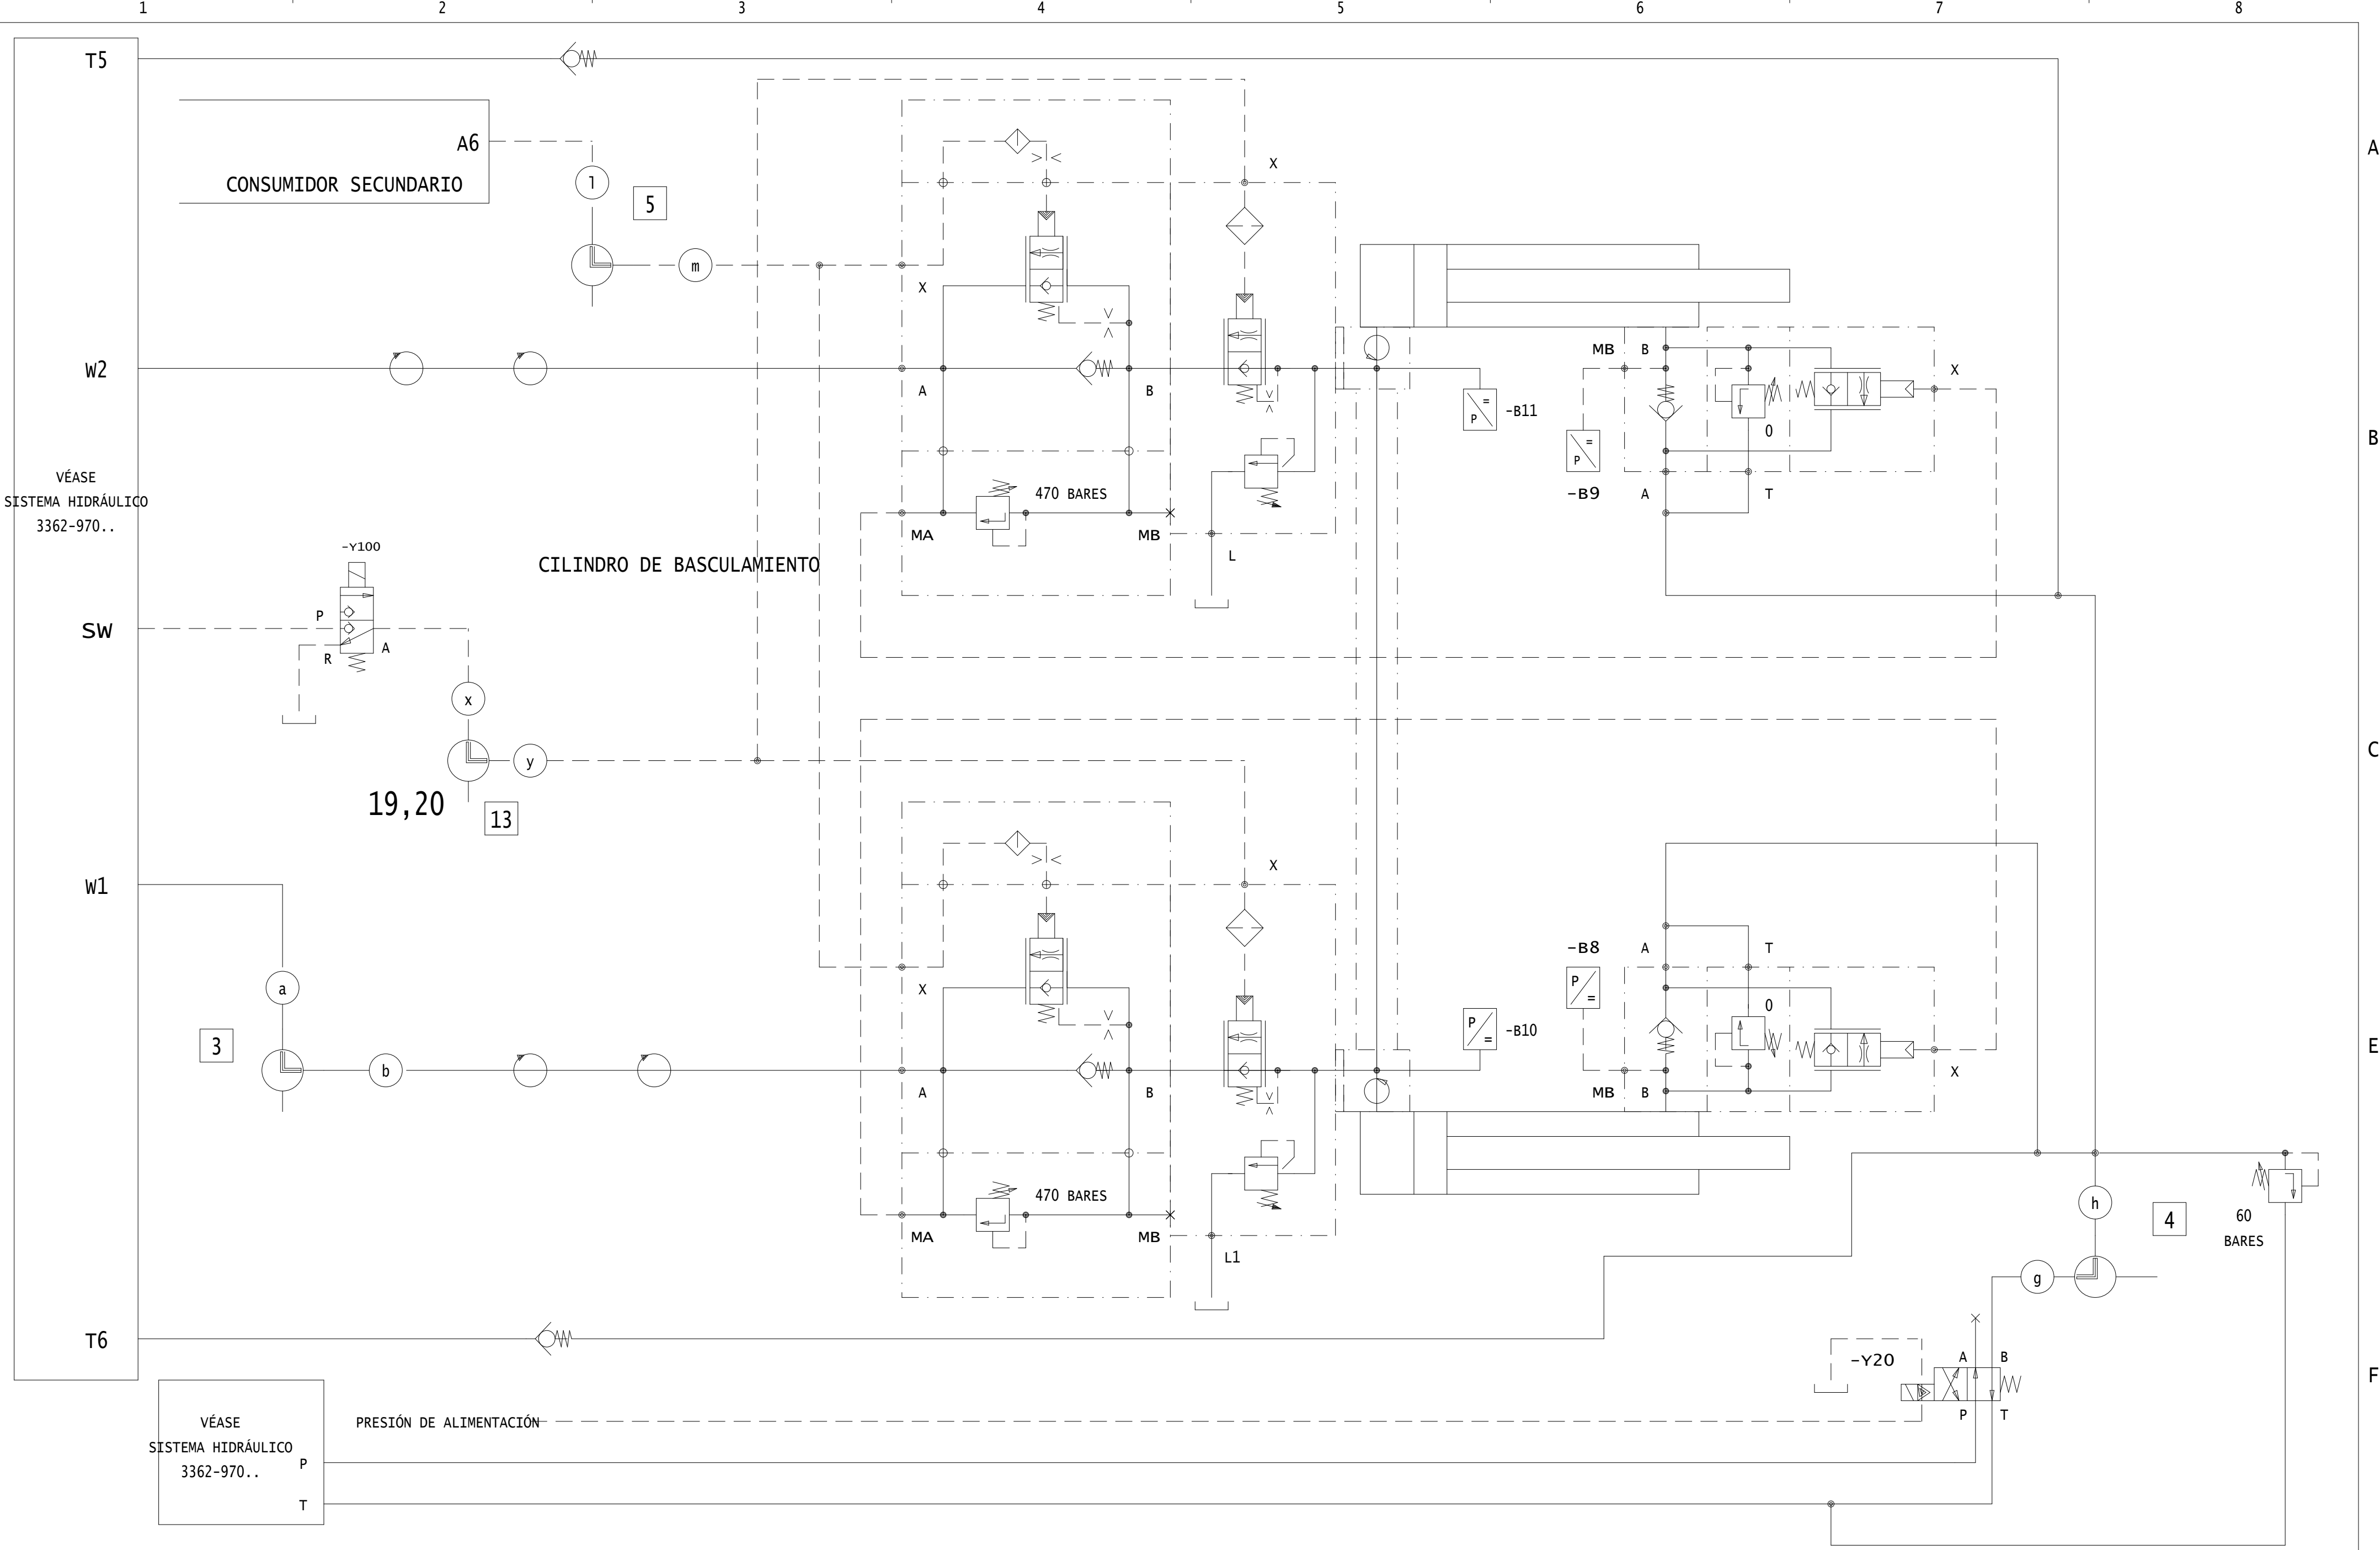 1 2 3 4 5 6 7 8
T5
A6
A
CONSUMIDOR SECUNDARIO
l
5
X
m
X
W2
A
B
-B11
MB
B
X
P
=
P
=
O
B
-B9
A
T
VÉASE
SISTEMA HIDRÁULICO
3362-970..
470 BARES
MA
MB
L
-Y100
CILINDRO DE BASCULAMIENTO
P
SW
R
A
x
y
C
19,20
13
X
W1
a
X
-B8
A
T
P
=
O
3
b
P
=
-B10
E
A
B
MB
B
X
470 BARES
MA
MB
L1
h
4
60
BARES
g
T6
-Y20
A
B
F
P
T
VÉASE
SISTEMA HIDRÁULICO
3362-970..
PRESIÓN DE ALIMENTACIÓN
P
T